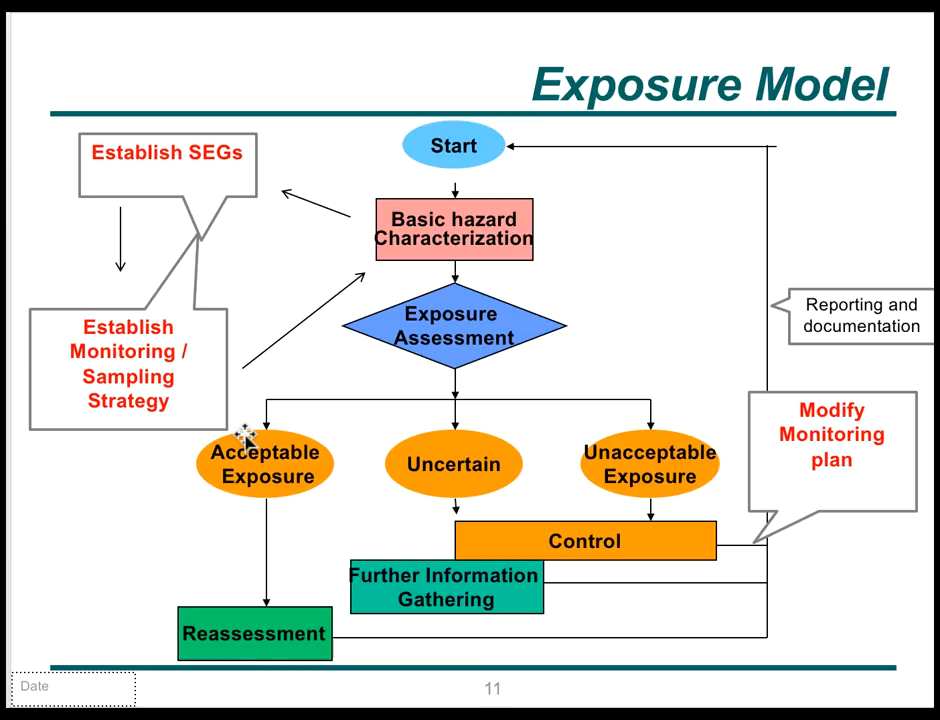 Exposure Model
Establish SEGs
Start
Basic hazard
Characterization
Exposure
Assessment
Reporting and
documentation
Establish
Monitoring /
Sampling
Strategy
Modify
Monitoring
plan
Acceptable
Exposure
Uncertain
Unacceptable
Exposure
Control
Further Information
Gathering
Reassessment
Date
11